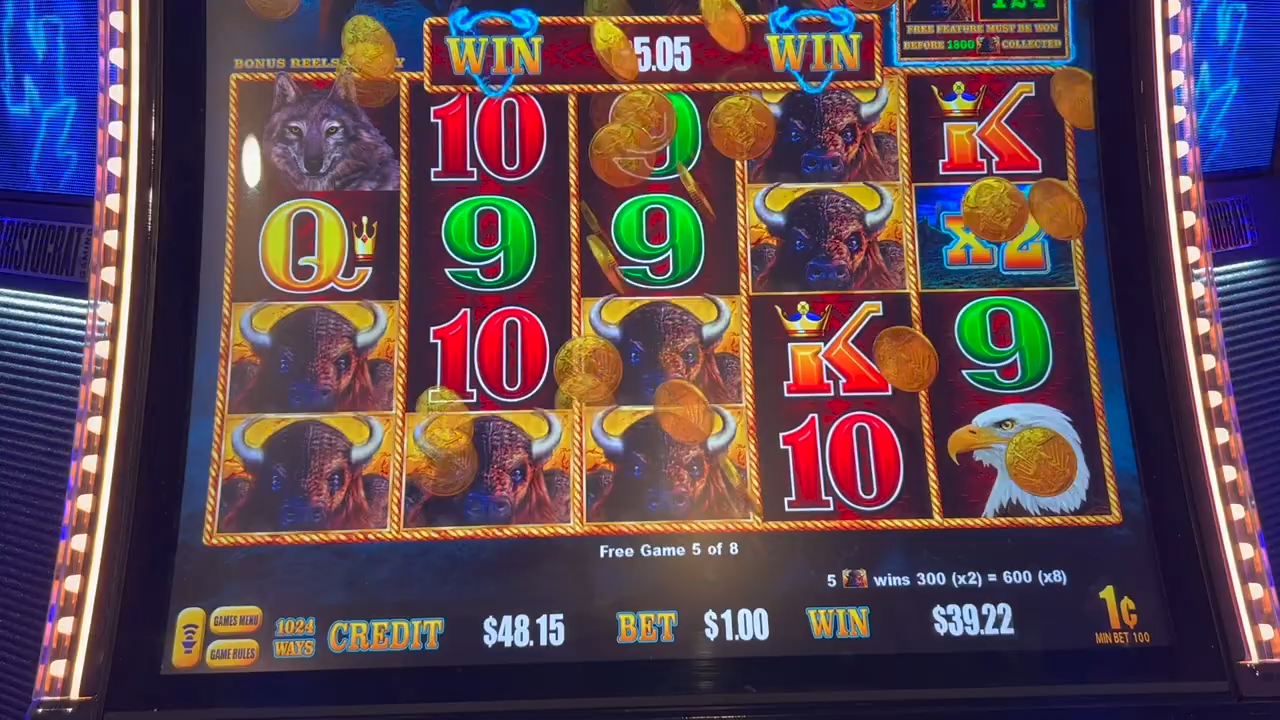 124
FREE FEATURE MUST BE WON
BEFORE 1800 COLLECTED
WIN 5.05 WIN
BONUS REELS
10 K
Q 9 9 x2
10 K 9
10
Free Game 5 of 8
5 wins 300 (x2) = 600 (x8)
GAMES MENU
GAME RULES
1024
WAYS
CREDIT $48.15 BET $1.00 WIN $39.22
1¢
MIN BET 100
ARISTOCRAT